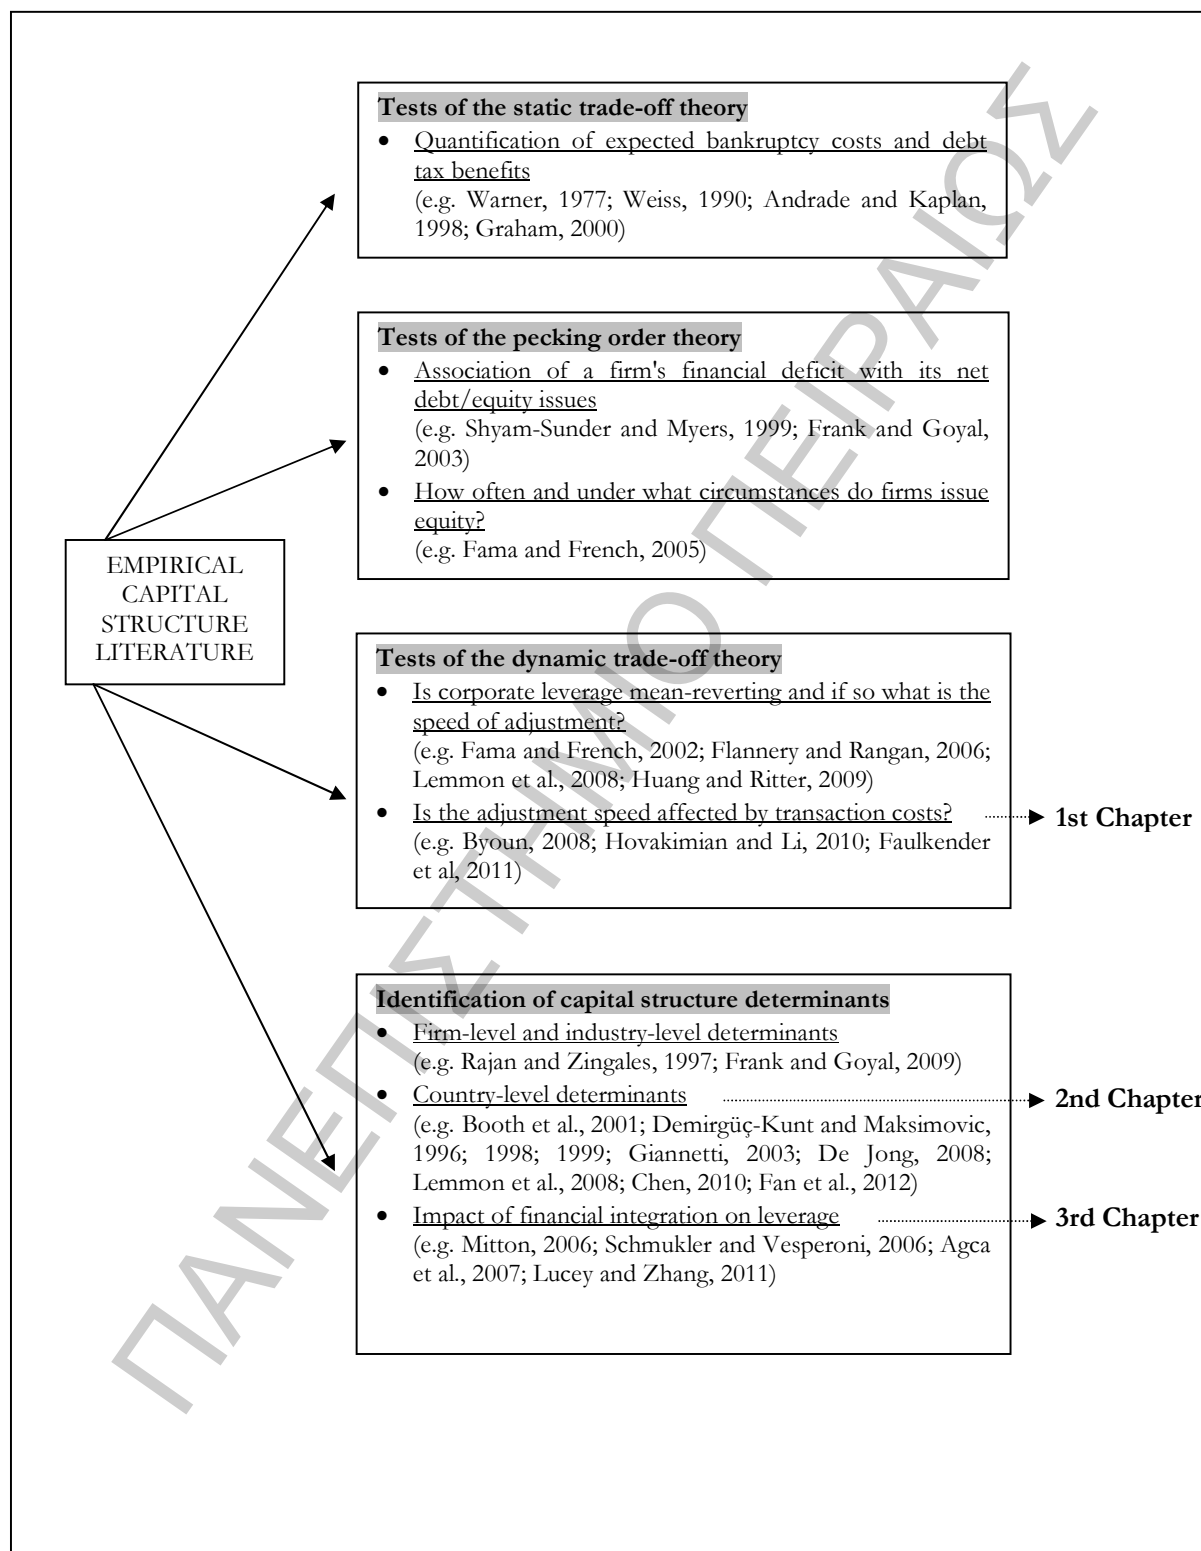 Tests of the static trade-off theory
• Quantification of expected bankruptcy costs and debt
tax benefits
(e.g. Warner, 1977; Weiss, 1990; Andrade and Kaplan,
1998; Graham, 2000)
Tests of the pecking order theory
• Association of a firm's financial deficit with its net
debt/equity issues
(e.g. Shyam-Sunder and Myers, 1999; Frank and Goyal,
2003)
• How often and under what circumstances do firms issue
equity?
(e.g. Fama and French, 2005)
EMPIRICAL
CAPITAL
STRUCTURE
LITERATURE
Tests of the dynamic trade-off theory
• Is corporate leverage mean-reverting and if so what is the
speed of adjustment?
(e.g. Fama and French, 2002; Flannery and Rangan, 2006;
Lemmon et al., 2008; Huang and Ritter, 2009)
• Is the adjustment speed affected by transaction costs?
(e.g. Byoun, 2008; Hovakimian and Li, 2010; Faulkender
et al, 2011)
1st Chapter
Identification of capital structure determinants
• Firm-level and industry-level determinants
(e.g. Rajan and Zingales, 1997; Frank and Goyal, 2009)
• Country-level determinants
(e.g. Booth et al., 2001; Demirgüç-Kunt and Maksimovic,
1996; 1998; 1999; Giannetti, 2003; De Jong, 2008;
Lemmon et al., 2008; Chen, 2010; Fan et al., 2012)
2nd Chapter
• Impact of financial integration on leverage
(e.g. Mitton, 2006; Schmukler and Vesperoni, 2006; Agca
et al., 2007; Lucey and Zhang, 2011)
3rd Chapter
ΠΑΝΕΠΙΣΤΗΜΙΟ ΠΕΙΡΑΙΩΣ